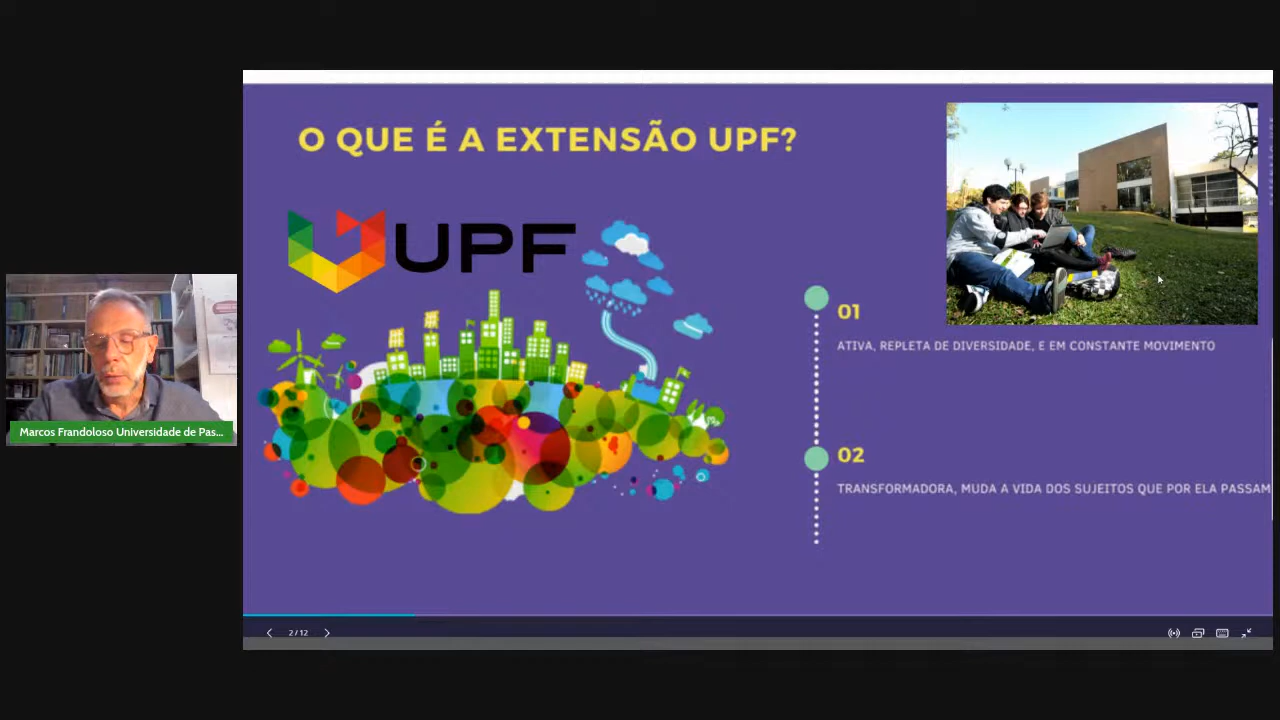 O QUE É A EXTENSÃO UPF?
UPF
01
ATIVA, REPLETA DE DIVERSIDADE, E EM CONSTANTE MOVIMENTO
02
TRANSFORMADORA, MUDA A VIDA DOS SUJEITOS QUE POR ELA PASSAM
Marcos Frandoloso Universidade de Pas...
2/12